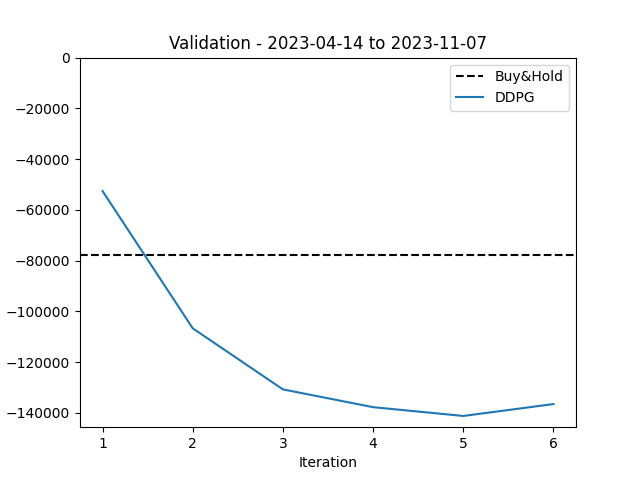 Validation - 2023-04-14 to 2023-11-07
0
−20000
−40000
−60000
−80000
−100000
−120000
−140000
Buy&Hold
DDPG
1 2 3 4 5 6
Iteration